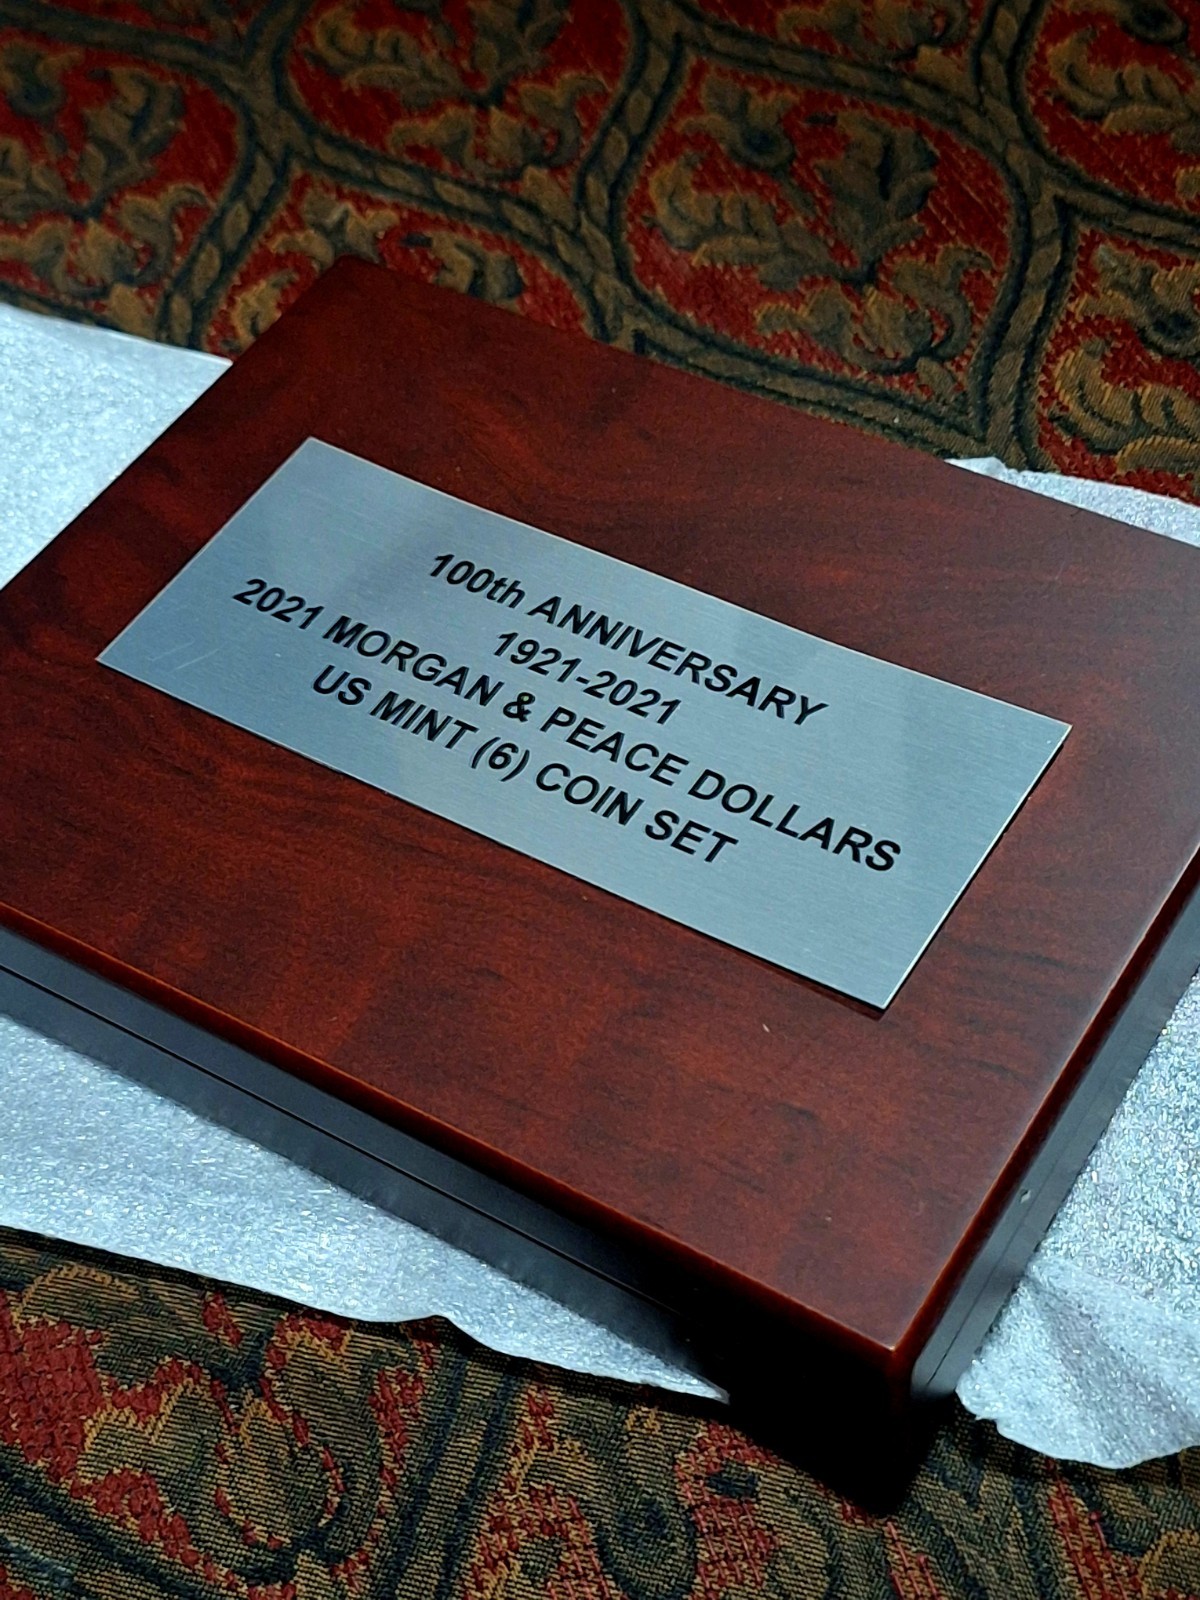 100th ANNIVERSARY
1921-2021
2021 MORGAN & PEACE DOLLARS
US MINT (6) COIN SET